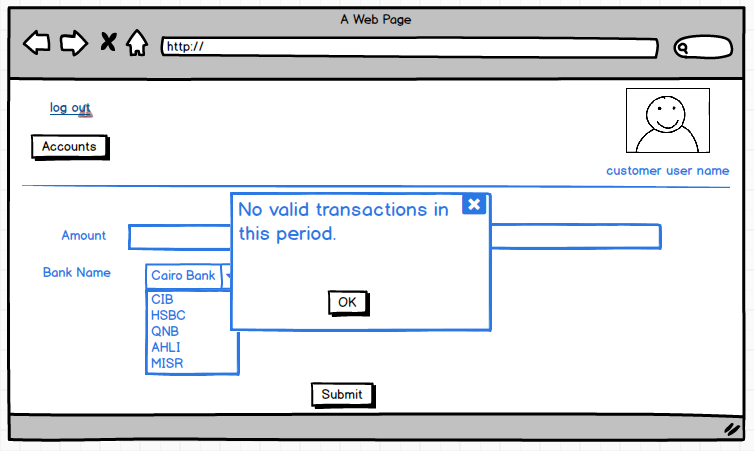 A Web Page
http://
log out
Accounts
customer user name
No valid transactions in
this period.
Amount
Bank Name
Cairo Bank
CIB
HSBC
QNB
AHLI
MISR
OK
Submit